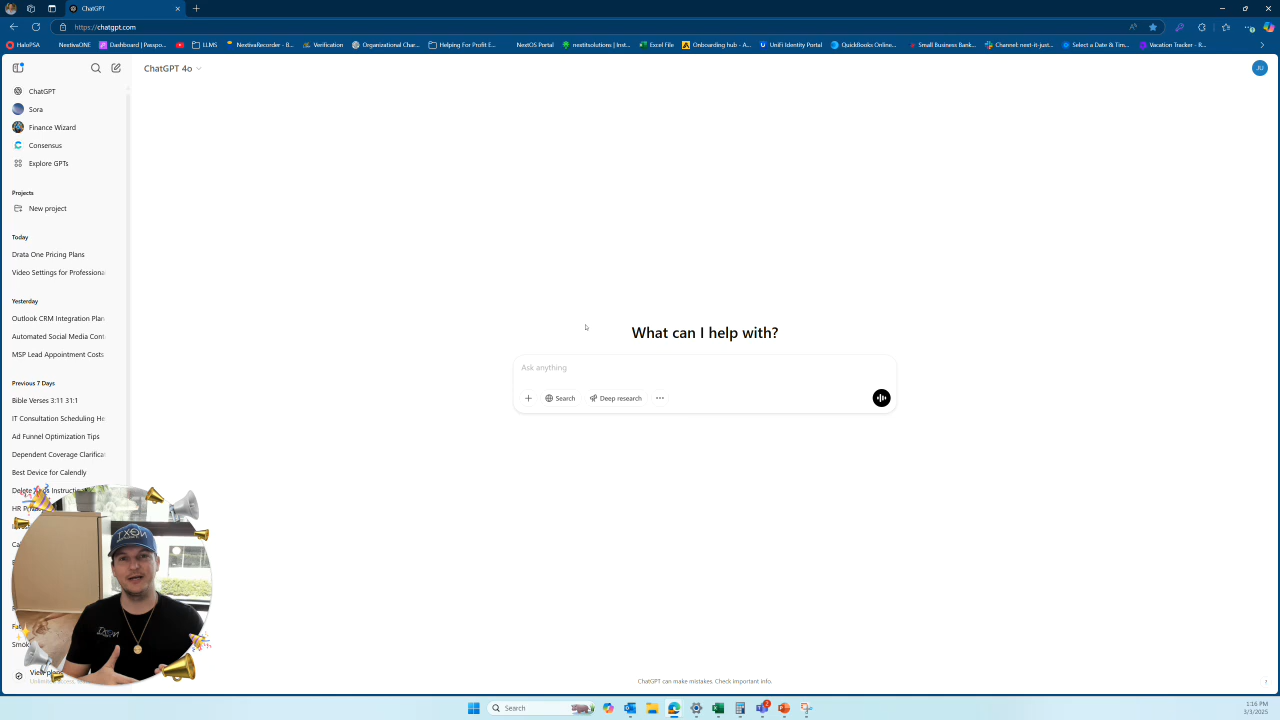 ChatGPT
https://chatgpt.com
HaloPSA
NextivaONE
Dashboard | Passpo...
LLMS
NextivaRecorder - B...
Verification
Organizational Char...
Helping For Profit E...
NextOS Portal
nextitsolutions | Inst...
Excel File
Onboarding hub - A...
UniFi Identity Portal
QuickBooks Online...
Small Business Bank...
Channel: next-it-just...
Select a Date & Tim...
Vacation Tracker - R...
ChatGPT 4o
JU
ChatGPT
Sora
Finance Wizard
Consensus
Explore GPTs
Projects
New project
Today
Drata One Pricing Plans
Video Settings for Professiona
Yesterday
Outlook CRM Integration Plan
Automated Social Media Cont
MSP Lead Appointment Costs
Previous 7 Days
Bible Verses 3:11 31:1
IT Consultation Scheduling He
Ad Funnel Optimization Tips
Dependent Coverage Clarificat
Best Device for Calendly
What can I help with?
Ask anything
Search
Deep research
ChatGPT can make mistakes. Check important info.
?
Search
2
1:16 PM
3/3/2025